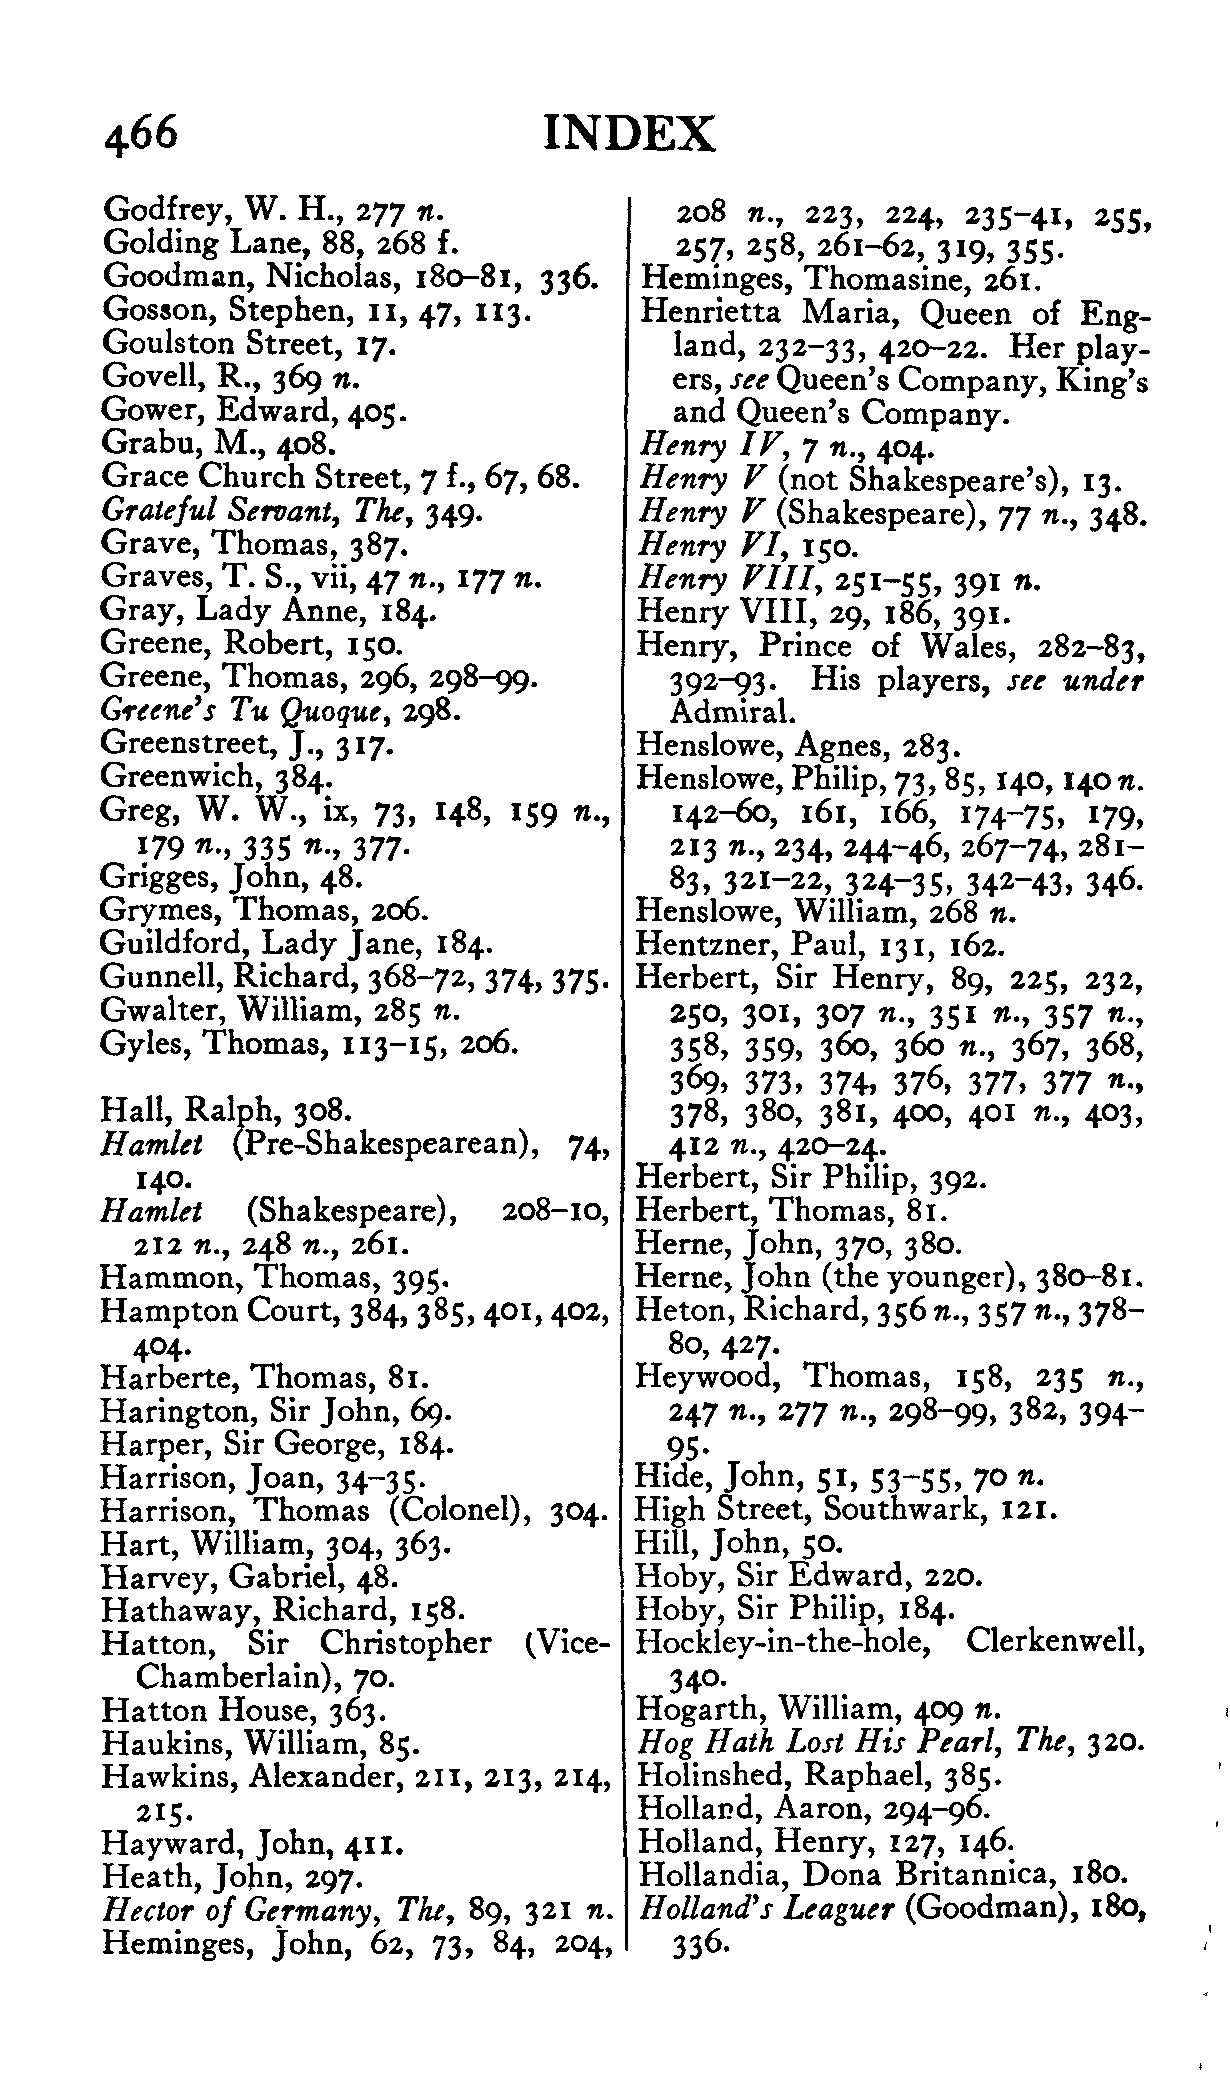 466 INDEX
Godfrey, W. H., 277 n.
Golding Lane, 88, 268 f.
Goodman, Nicholas, 180–81, 336.
Gosson, Stephen, 11, 47, 113.
Goulston Street, 17.
Govell, R., 369 n.
Gower, Edward, 405.
Grabu, M., 408.
Grace Church Street, 7 f., 67, 68.
Grateful Servant, The, 349.
Grave, Thomas, 387.
Graves, T. S., vii, 47 n., 177 n.
Gray, Lady Anne, 184.
Greene, Robert, 150.
Greene, Thomas, 296, 298–99.
Greene's Tu Quoque, 298.
Greenstreet, J., 317.
Greenwich, 384.
Greg, W. W., ix, 73, 148, 159 n.,
179 n., 335 n., 377.
Grigges, John, 48.
Grymes, Thomas, 206.
Guildford, Lady Jane, 184.
Gunnell, Richard, 368–72, 374, 375.
Gwalter, William, 285 n.
Gyles, Thomas, 113–15, 206.
Hall, Ralph, 308.
Hamlet (Pre-Shakespearean), 74,
140.
Hamlet (Shakespeare), 208–10,
212 n., 248 n., 261.
Hammon, Thomas, 395.
Hampton Court, 384, 385, 401, 402,
404.
Harberte, Thomas, 81.
Harington, Sir John, 69.
Harper, Sir George, 184.
Harrison, Joan, 34–35.
Harrison, Thomas (Colonel), 304.
Hart, William, 304, 363.
Harvey, Gabriel, 48.
Hathaway, Richard, 158.
Hatton, Sir Christopher (Vice-
Chamberlain), 70.
Hatton House, 363.
Haukins, William, 85.
Hawkins, Alexander, 211, 213, 214,
215.
Hayward, John, 411.
Heath, John, 297.
Hector of Germany, The, 89, 321 n.
Heminges, John, 62, 73, 84, 204,
208 n., 223, 224, 235–41, 255,
257, 258, 261–62, 319, 355.
Heminges, Thomasine, 261.
Henrietta Maria, Queen of Eng-
land, 232–33, 420–22. Her play-
ers, see Queen's Company, King's
and Queen's Company.
Henry IV, 7 n., 404.
Henry V (not Shakespeare's), 13.
Henry V (Shakespeare), 77 n., 348.
Henry VI, 150.
Henry VIII, 251–55, 391 n.
Henry VIII, 29, 186, 391.
Henry, Prince of Wales, 282–83,
392–93. His players, see under
Admiral.
Henslowe, Agnes, 283.
Henslowe, Philip, 73, 85, 140, 140 n.
142–60, 161, 166, 174–75, 179,
213 n., 234, 244–46, 267–74, 281–
83, 321–22, 324–35, 342–43, 346.
Henslowe, William, 268 n.
Hentzner, Paul, 131, 162.
Herbert, Sir Henry, 89, 225, 232,
250, 301, 307 n., 351 n., 357 n.,
358, 359, 360, 360 n., 367, 368,
369, 373, 374, 376, 377, 377 n.,
378, 380, 381, 400, 401 n., 403,
412 n., 420–24.
Herbert, Sir Philip, 392.
Herbert, Thomas, 81.
Herne, John, 370, 380.
Herne, John (the younger), 380–81.
Heton, Richard, 356 n., 357 n., 378–
80, 427.
Heywood, Thomas, 158, 235 n.,
247 n., 277 n., 298–99, 382, 394–
95.
Hide, John, 51, 53–55, 70 n.
High Street, Southwark, 121.
Hill, John, 50.
Hoby, Sir Edward, 220.
Hoby, Sir Philip, 184.
Hockley-in-the-hole, Clerkenwell,
340.
Hogarth, William, 409 n.
Hog Hath Lost His Pearl, The, 320.
Holinshed, Raphael, 385.
Holland, Aaron, 294–96.
Holland, Henry, 127, 146.
Hollandia, Dona Britannica, 180.
Holland's Leaguer (Goodman), 180,
336.